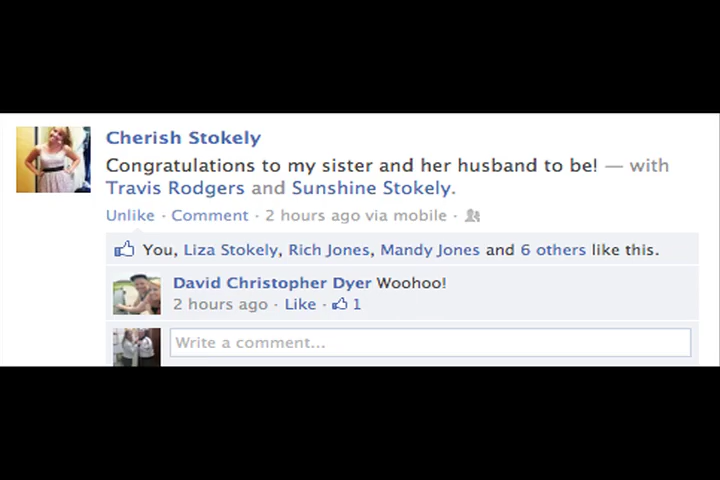 Cherish Stokely
Congratulations to my sister and her husband to be! — with
Travis Rodgers and Sunshine Stokely.
Unlike · Comment · 2 hours ago via mobile ·
You, Liza Stokely, Rich Jones, Mandy Jones and 6 others like this.
David Christopher Dyer Woohoo!
2 hours ago · Like · 1
Write a comment...